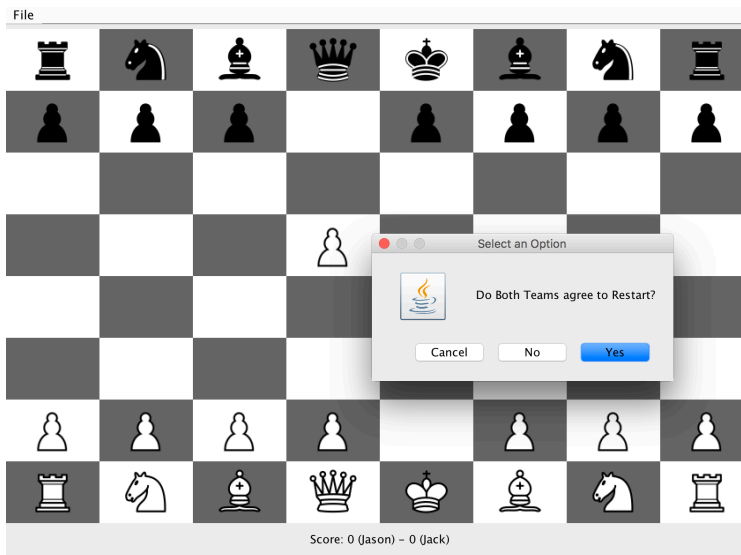 File
Select an Option
Do Both Teams agree to Restart?
Cancel No Yes
Score: 0 (Jason) – 0 (Jack)